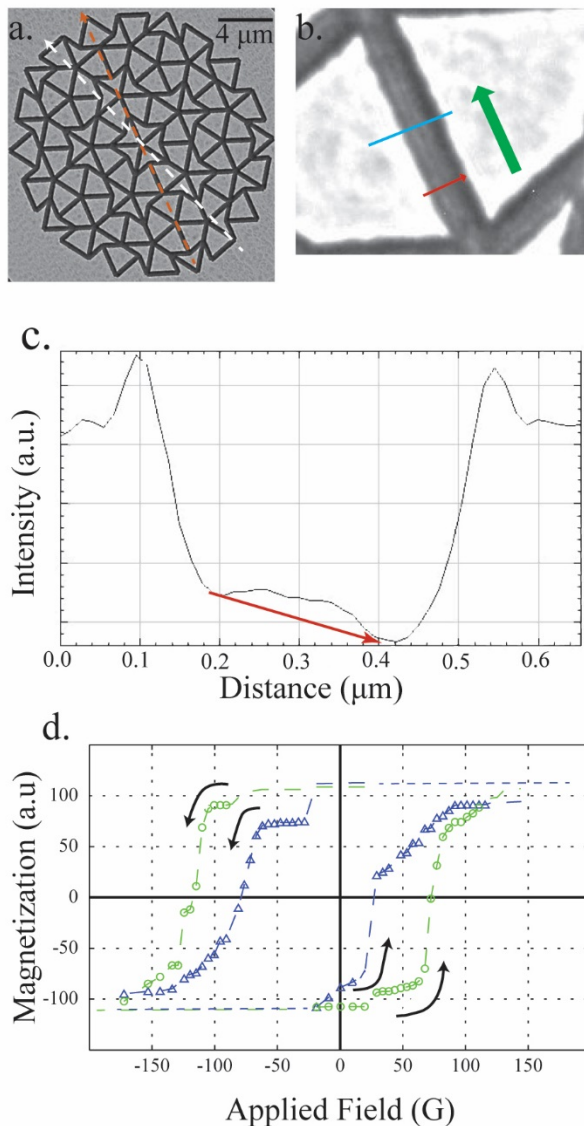 a.
4 μm
b.
c.
Intensity (a.u.)
0.0 0.1 0.2 0.3 0.4 0.5 0.6
Distance (μm)
d.
Magnetization (a.u)
100
50
0
-50
-100
-150 -100 -50 0 50 100 150
Applied Field (G)